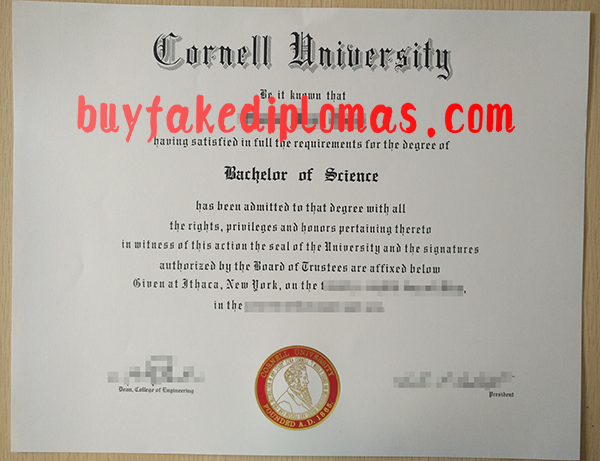 Cornell University
Be it known that
buyfakediplomas.com
having satisfied in full the requirements for the degree of
Bachelor of Science
has been admitted to that degree with all
the rights, privileges and honors pertaining thereto
in witness of this action the seal of the University and the signatures
authorized by the Board of Trustees are affixed below
Given at Ithaca, New York, on the
in the
Dean, College of Engineering
President
CORNELL UNIVERSITY
FOUNDED A.D. 1865